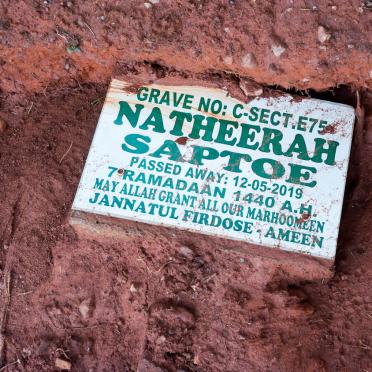 GRAVE NO: C-SECT.E75
NATHEERAH
SAPTOE
PASSED AWAY: 12-05-2019
7 RAMADAAN 1440 A.H.
MAY ALLAH GRANT ALL OUR MARHOOMEEN
JANNATUL FIRDOSE, AMEEN